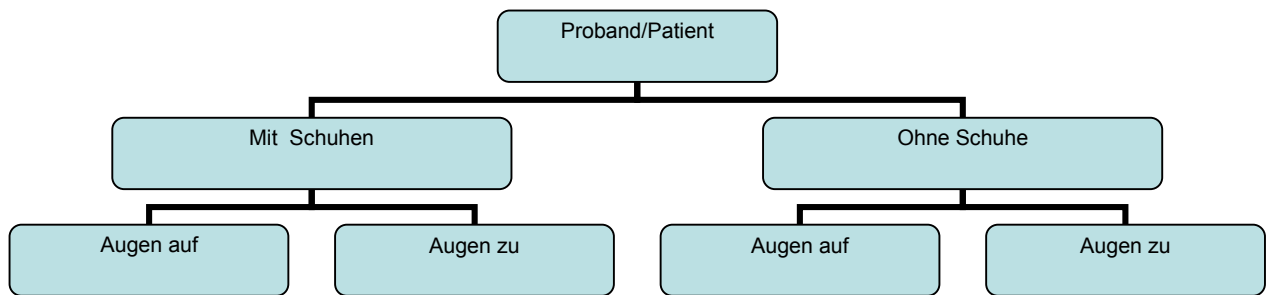 Proband/Patient
Mit Schuhen
Ohne Schuhe
Augen auf
Augen zu
Augen auf
Augen zu